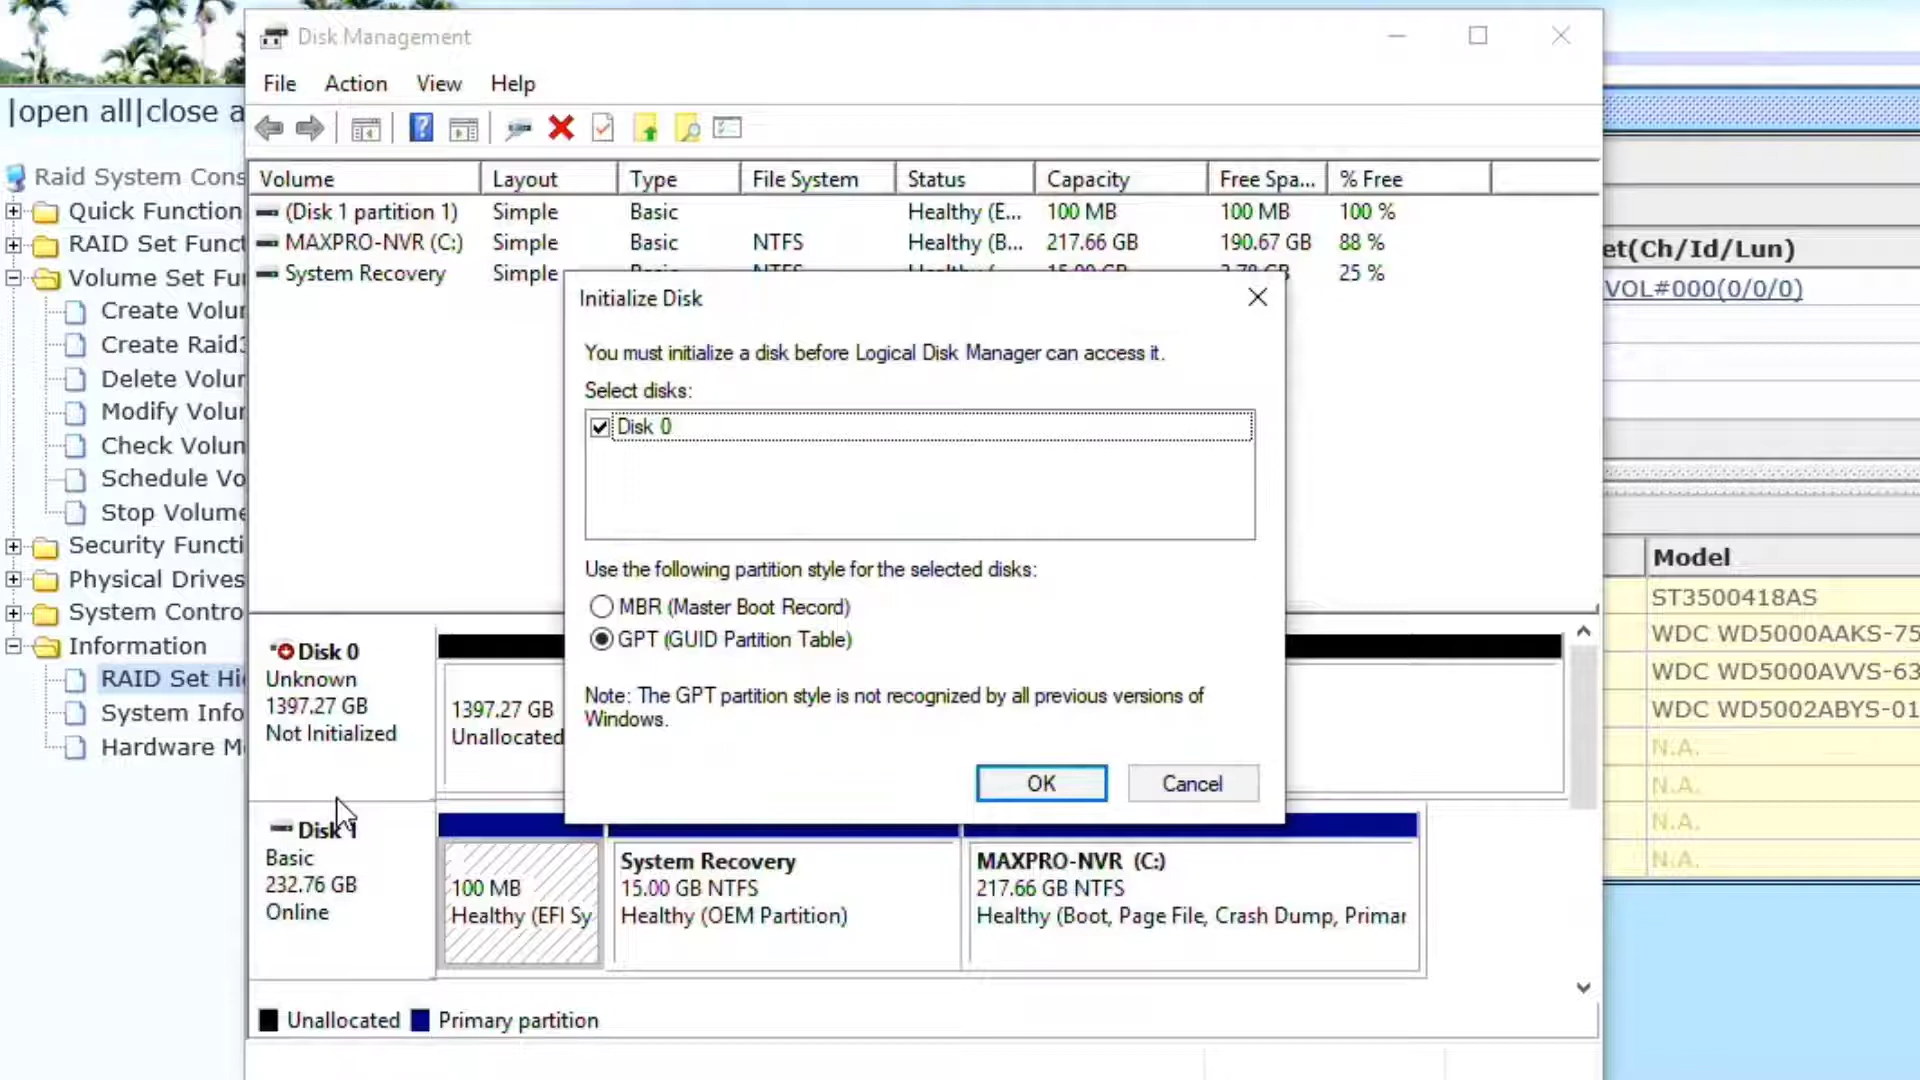 Disk Management
File Action View Help
|open all|close a
Raid System Cons
Quick Function
RAID Set Funct
Volume Set Fu
Create Volu
Create Raid3
Delete Volu
Modify Volu
Check Volun
Schedule Vo
Stop Volume
Securiy Functi
Physical Drives
System Contro
Information
RAID Set Hi
System Info
Hardware M
Volume Layout Type File System Status Capacity Free Spa... % Free
(Disk 1 partition 1) Simple Basic Healthy (E... 100 MB 100 MB 100 %
MAXPRO-NVR (C:) Simple Basic NTFS Healthy (B... 217.66 GB 190.67 GB 88 %
System Recovery Simple Basic NTFS 15.00 GB 3.78 GB 25 %
Initialize Disk
You must initialize a disk before Logical Disk Manager can access it.
Select disks:
Disk 0
Use the following partition style for the selected disks:
MBR (Master Boot Record)
GPT (GUID Partition Table)
Note: The GPT partition style is not recognized by all previous versions of
Windows.
OK Cancel
Disk 0
Unknown
1397.27 GB
Not Initialized
1397.27 GB
Unallocated
Disk 1
Basic
232.76 GB
Online
100 MB
Healthy (EFI Sy
System Recovery
15.00 GB NTFS
Healthy (OEM Partition)
MAXPRO-NVR (C:)
217.66 GB NTFS
Healthy (Boot, Page File, Crash Dump, Primar
Unallocated Primary partition
et(Ch/Id/Lun)
VOL#000(0/0/0)
Model
ST3500418AS
WDC WD5000AAKS-75
WDC WD5000AVVS-63
WDC WD5002ABYS-01
N.A.
N.A.
N.A.
N.A.